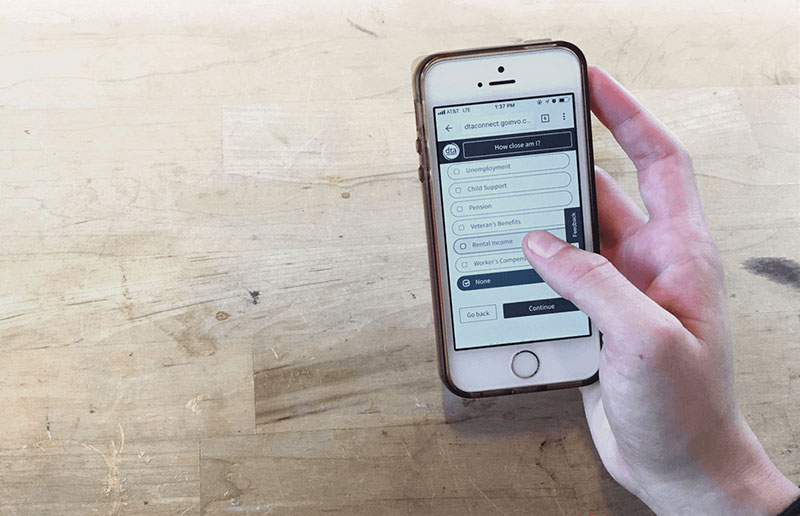 AT&T LTE 1:37 PM
dtaconnect.goinvo.c...
dta
How close am I?
Unemployment
Child Support
Pension
Veteran's Benefits
Feedback
Rental Income
Worker's Compens
None
Go back
Continue